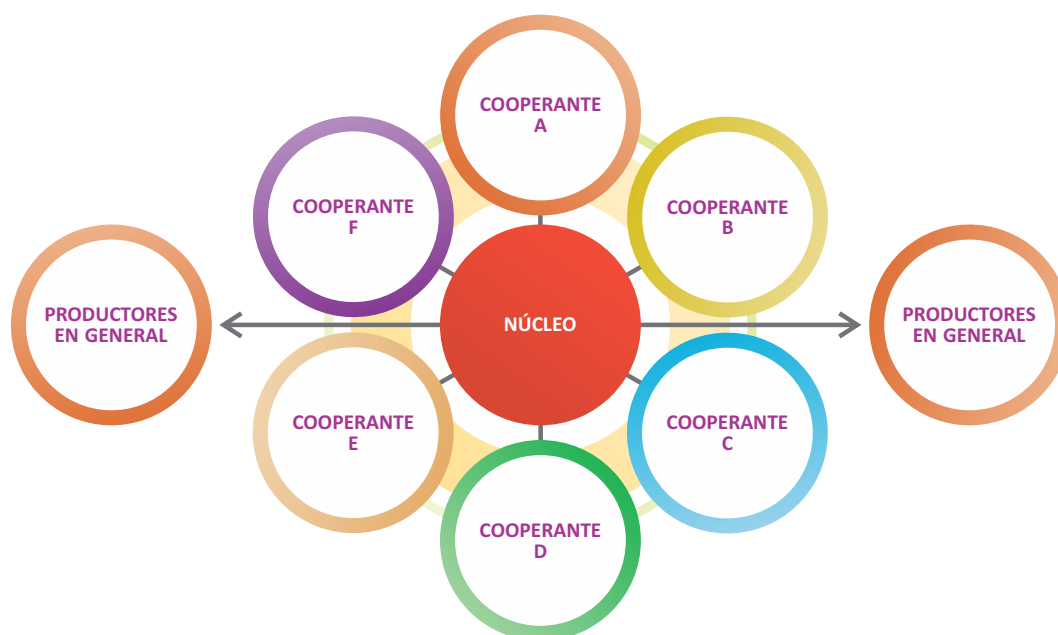 COOPERANTE
A
COOPERANTE
F
COOPERANTE
B
PRODUCTORES
EN GENERAL
NÚCLEO
PRODUCTORES
EN GENERAL
COOPERANTE
E
COOPERANTE
C
COOPERANTE
D